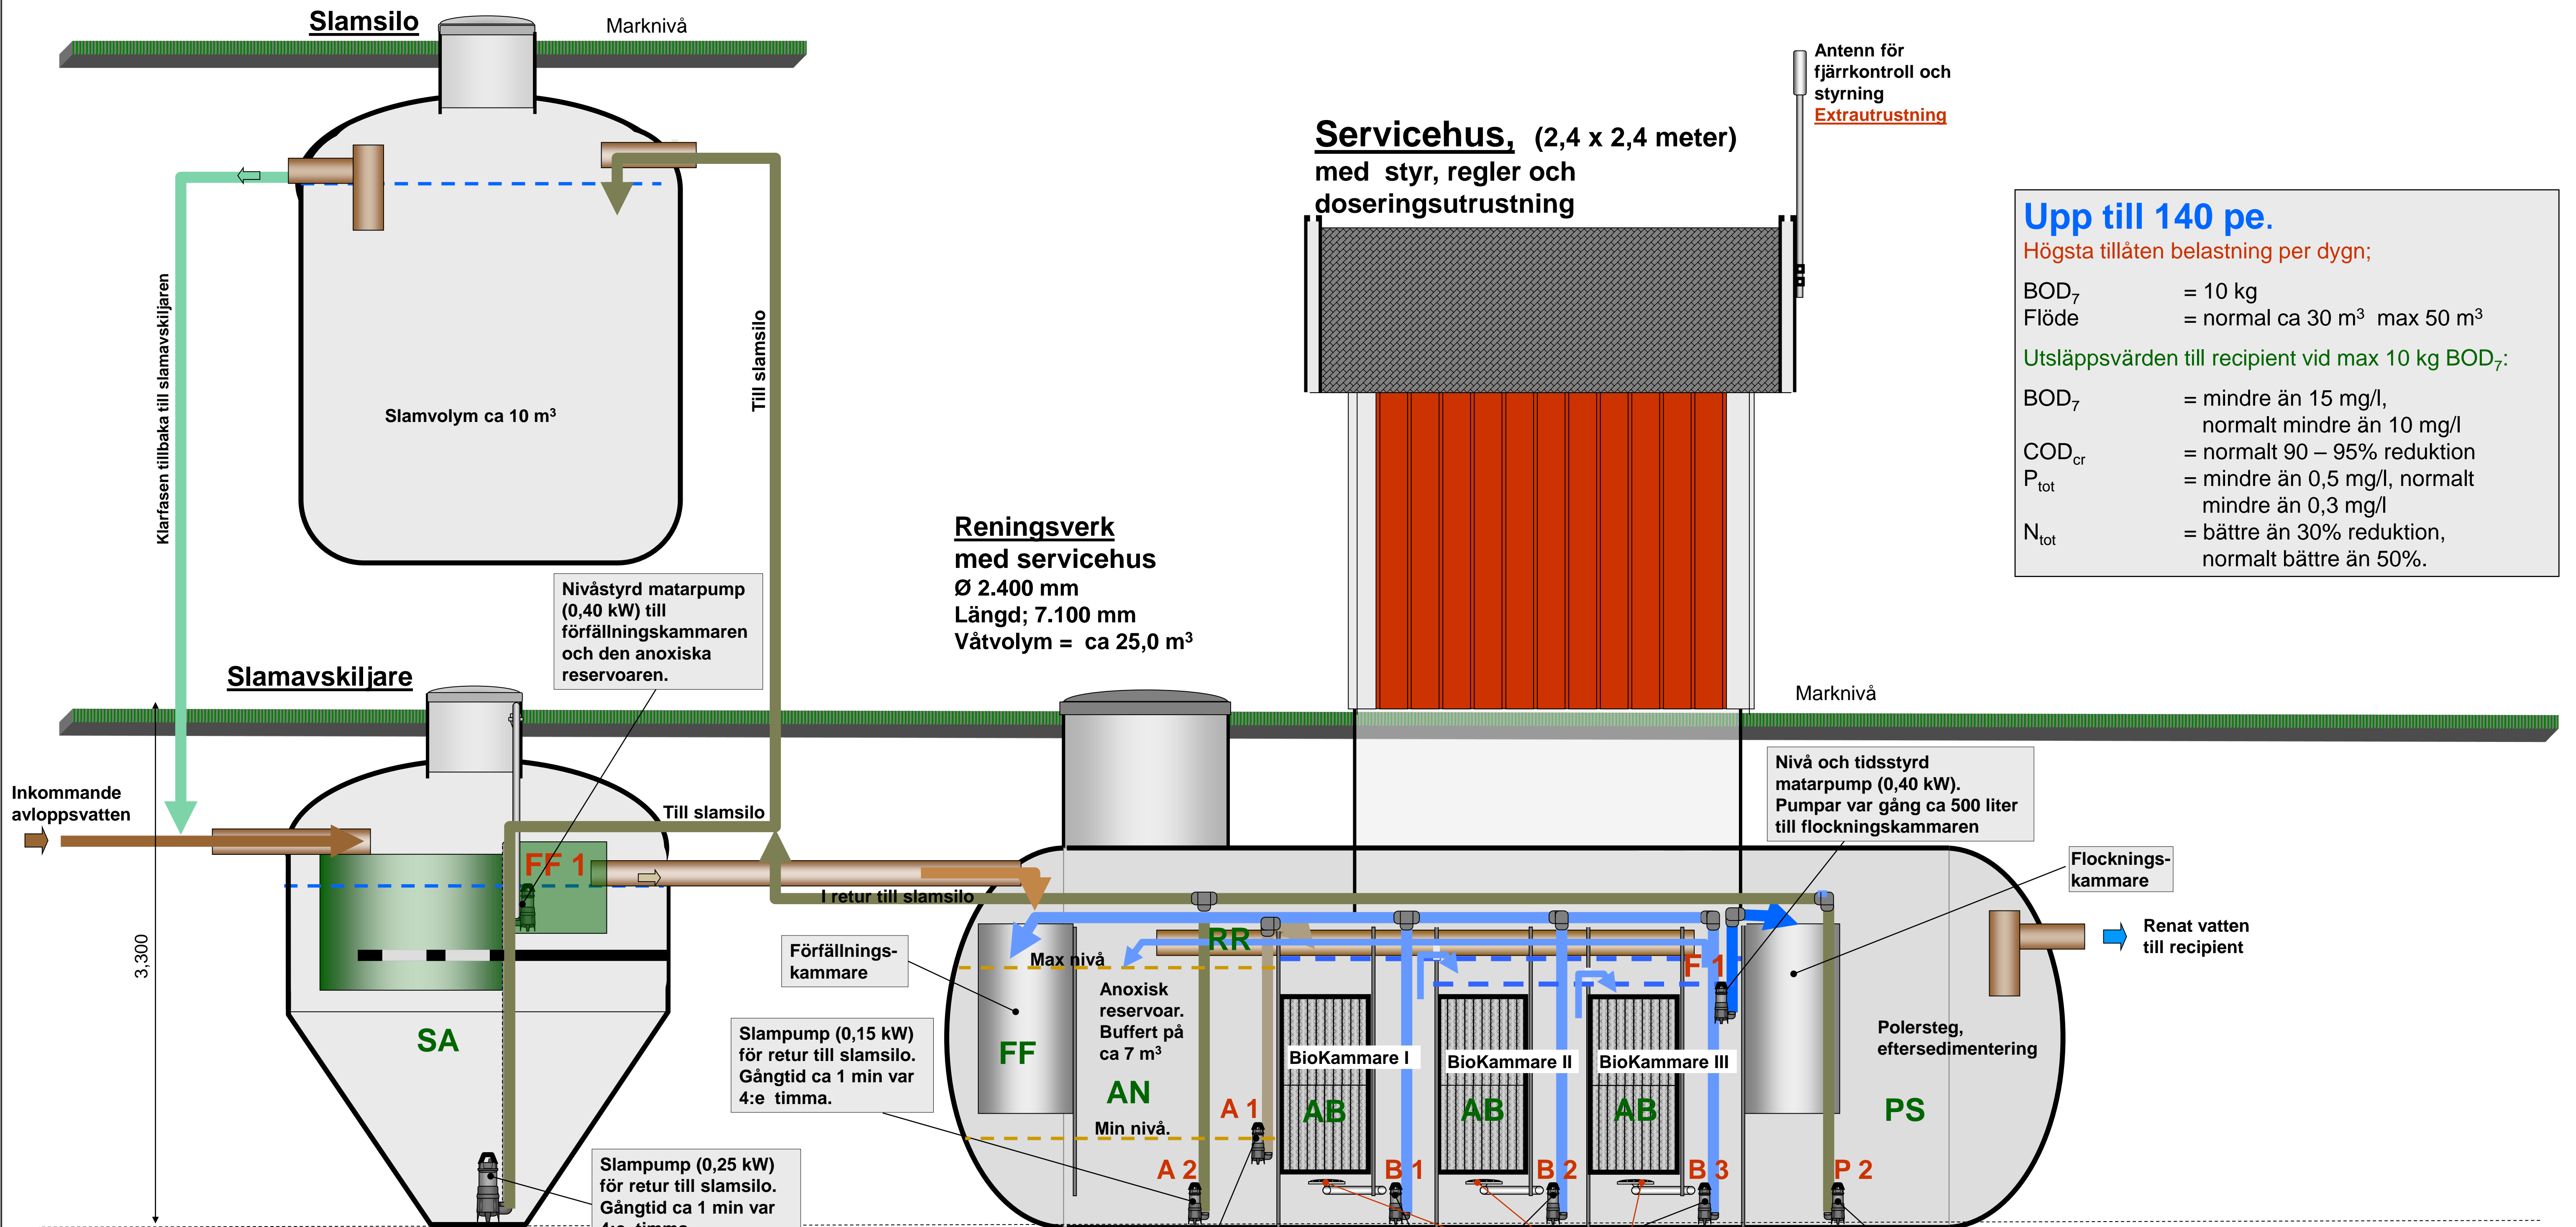 Slamsilo
Marknivå
Antenn för
fjärrkontroll och
styrning
Extrautrustning
Servicehus, (2,4 x 2,4 meter)
med styr, regler och
doseringsutrustning
Upp till 140 pe.
Högsta tillåten belastning per dygn;
BOD₇ = 10 kg
Flöde = normal ca 30 m³ max 50 m³
Utsläppsvärden till recipient vid max 10 kg BOD₇:
BOD₇ = mindre än 15 mg/l,
normalt mindre än 10 mg/l
CODcr = normalt 90 – 95% reduktion
Ptot = mindre än 0,5 mg/l, normalt
mindre än 0,3 mg/l
Ntot = bättre än 30% reduktion,
normalt bättre än 50%.
Klarfasen tillbaka till slamavskiljaren
Till slamsilo
Slamvolym ca 10 m³
Reningsverk
med servicehus
Ø 2.400 mm
Längd; 7.100 mm
Våtvolym = ca 25,0 m³
Nivåstyrd matarpump
(0,40 kW) till
förfällningskammaren
och den anoxiska
reservoaren.
Slamavskiljare
Marknivå
Inkommande
avloppsvatten
Till slamsilo
Nivå och tidsstyrd
matarpump (0,40 kW).
Pumpar var gång ca 500 liter
till flockningskammaren
FF 1
Flocknings-
kammare
I retur till slamsilo
3,300
Förfällnings-
kammare
RR
Max nivå
F 1
Renat vatten
till recipient
Anoxisk
reservoar.
Buffert på
ca 7 m³
SA
FF
AN
Slampump (0,15 kW)
för retur till slamsilo.
Gångtid ca 1 min var
4:e timma.
BioKammare I
BioKammare II
BioKammare III
Polersteg,
eftersedimentering
A 1
AB
AB
AB
PS
Min nivå.
A 2
B 1
B 2
B 3
P 2
Slampump (0,25 kW)
för retur till slamsilo.
Gångtid ca 1 min var
4:e timma